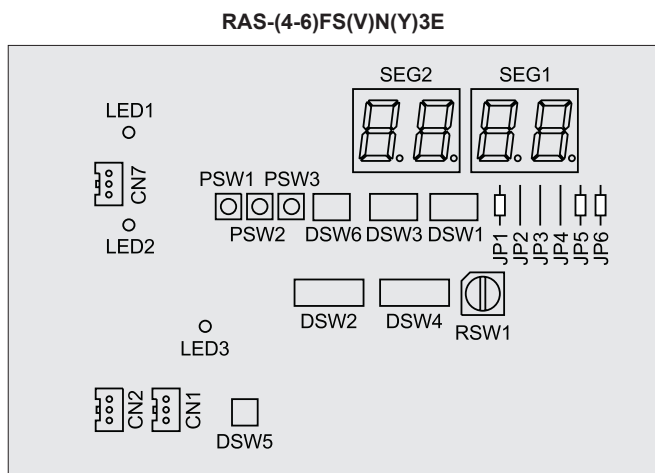 RAS-(4-6)FS(V)N(Y)3E
SEG2 SEG1
LED1
CN7
PSW1 PSW3
LED2
PSW2 DSW6 DSW3 DSW1 JP1 JP2 JP3 JP4 JP5 JP6
DSW2 DSW4 RSW1
LED3
CN2 CN1
DSW5